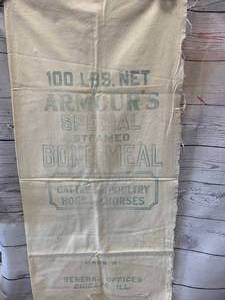 100 LBS. NET
ARMOUR'S
SPECIAL
STEAMED
BONE MEAL
CATTLE POULTRY
HOGS HORSES
GENERAL OFFICES
CHICAGO, ILL.